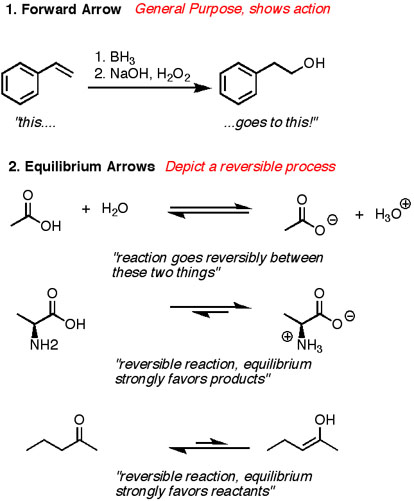 1. Forward Arrow General Purpose, shows action
1. BH3
2. NaOH, H2O2
OH
"this....
...goes to this!"
2. Equilibrium Arrows Depict a reversible process
O
OH
+ H2O
O
O⊖
+ H3O⊕
"reaction goes reversibly between
these two things"
O
OH
NH2
O
O⊖
⊕
NH3
"reversible reaction, equilibrium
strongly favors products"
O
OH
"reversible reaction, equilibrium
strongly favors reactants"